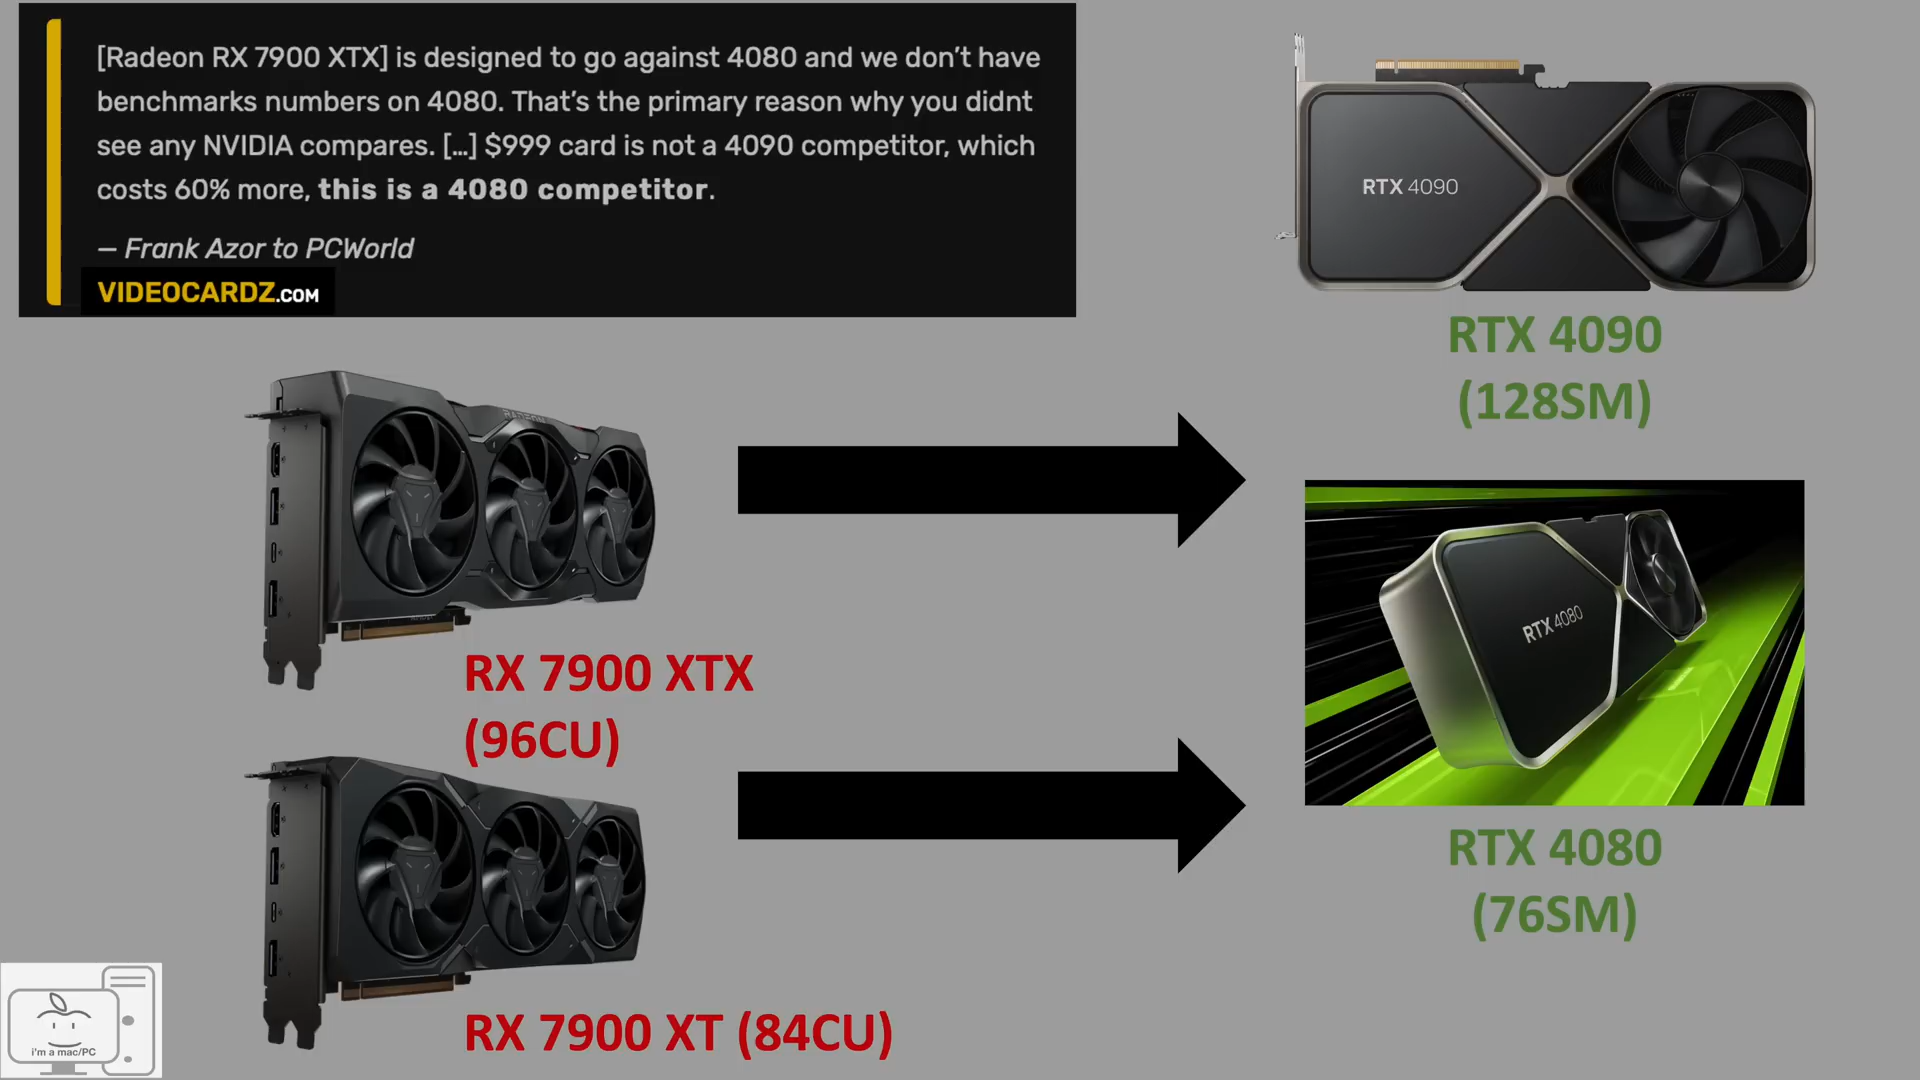 [Radeon RX 7900 XTX] is designed to go against 4080 and we don't have
benchmarks numbers on 4080. That's the primary reason why you didnt
see any NVIDIA compares. [...] $999 card is not a 4090 competitor, which
costs 60% more, this is a 4080 competitor.
— Frank Azor to PCWorld
VIDEOCARDZ.COM
RTX 4090
RTX 4090
(128SM)
RADEON
RX 7900 XTX
(96CU)
RTX 4080
RTX 4080
(76SM)
RX 7900 XT (84CU)
i'm a mac/PC